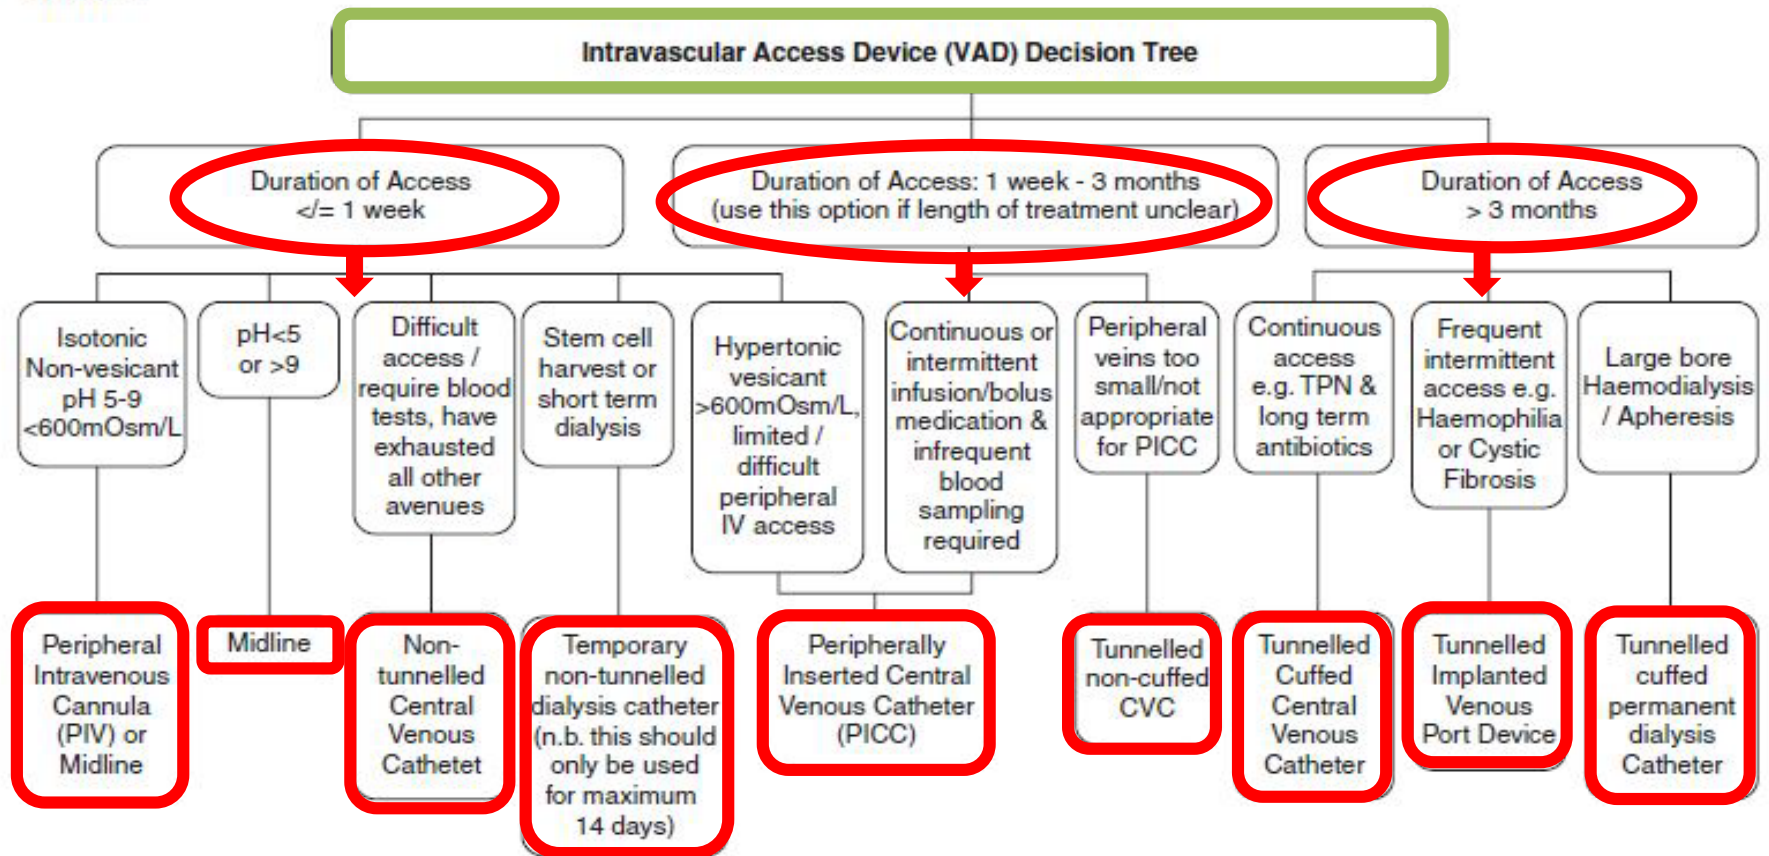 Intravascular Access Device (VAD) Decision Tree
Duration of Access
</= 1 week
Duration of Access: 1 week - 3 months
(use this option if length of treatment unclear)
Duration of Access
> 3 months
Isotonic
Non-vesicant
pH 5-9
<600mOsm/L
pH<5
or >9
Difficult
access /
require blood
tests, have
exhausted
all other
avenues
Stem cell
harvest or
short term
dialysis
Hypertonic
vesicant
>600mOsm/L,
limited /
difficult
peripheral
IV access
Continuous or
intermittent
infusion/bolus
medication &
infrequent
blood
sampling
required
Peripheral
veins too
small/not
appropriate
for PICC
Continuous
access
e.g. TPN &
long term
antibiotics
Frequent
intermittent
access e.g.
Haemophilia
or Cystic
Fibrosis
Large bore
Haemodialysis
/ Apheresis
Peripheral
Intravenous
Cannula
(PIV) or
Midline
Midline
Non-
tunnelled
Central
Venous
Cathetet
Temporary
non-tunnelled
dialysis catheter
(n.b. this should
only be used
for maximum
14 days)
Peripherally
Inserted Central
Venous Catheter
(PICC)
Tunnelled
non-cuffed
CVC
Tunnelled
Cuffed
Central
Venous
Catheter
Tunnelled
Implanted
Venous
Port Device
Tunnelled
cuffed
permanent
dialysis
Catheter